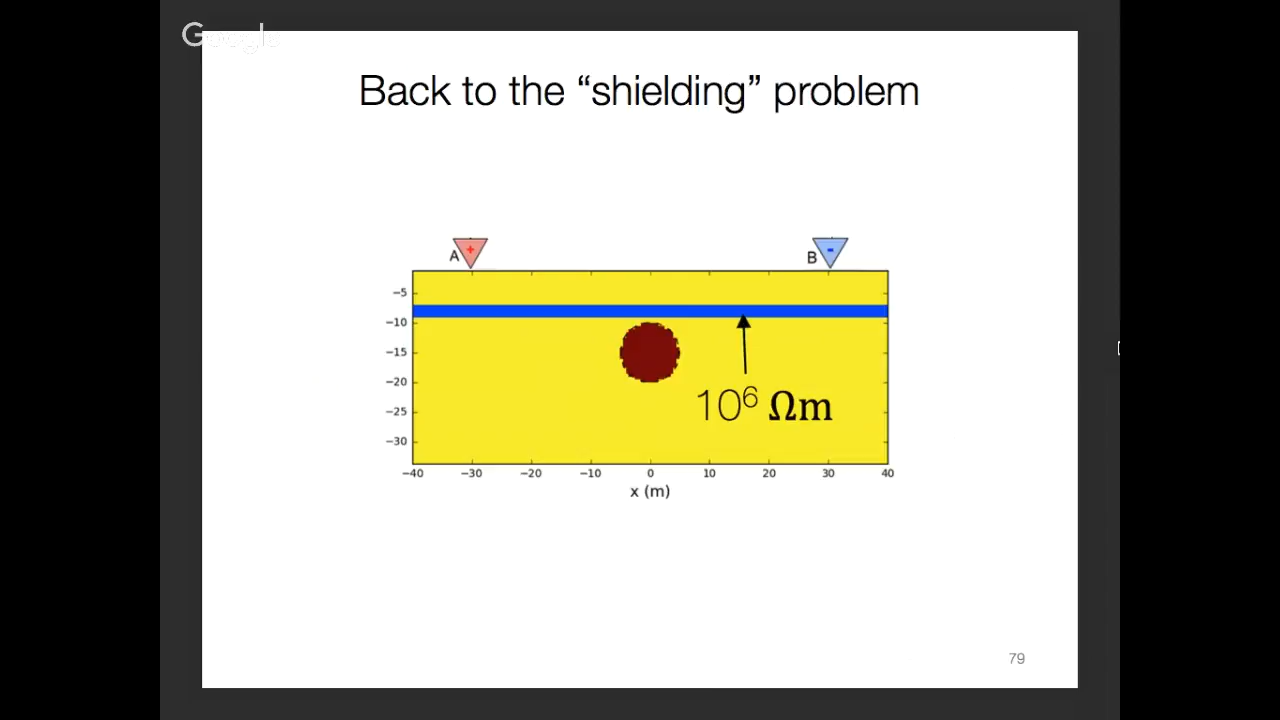 Google
Back to the “shielding” problem
A + B -
−5
−10
−15
−20
−25
−30
10⁶ Ωm
−40 −30 −20 −10 0 10 20 30 40
x (m)
79